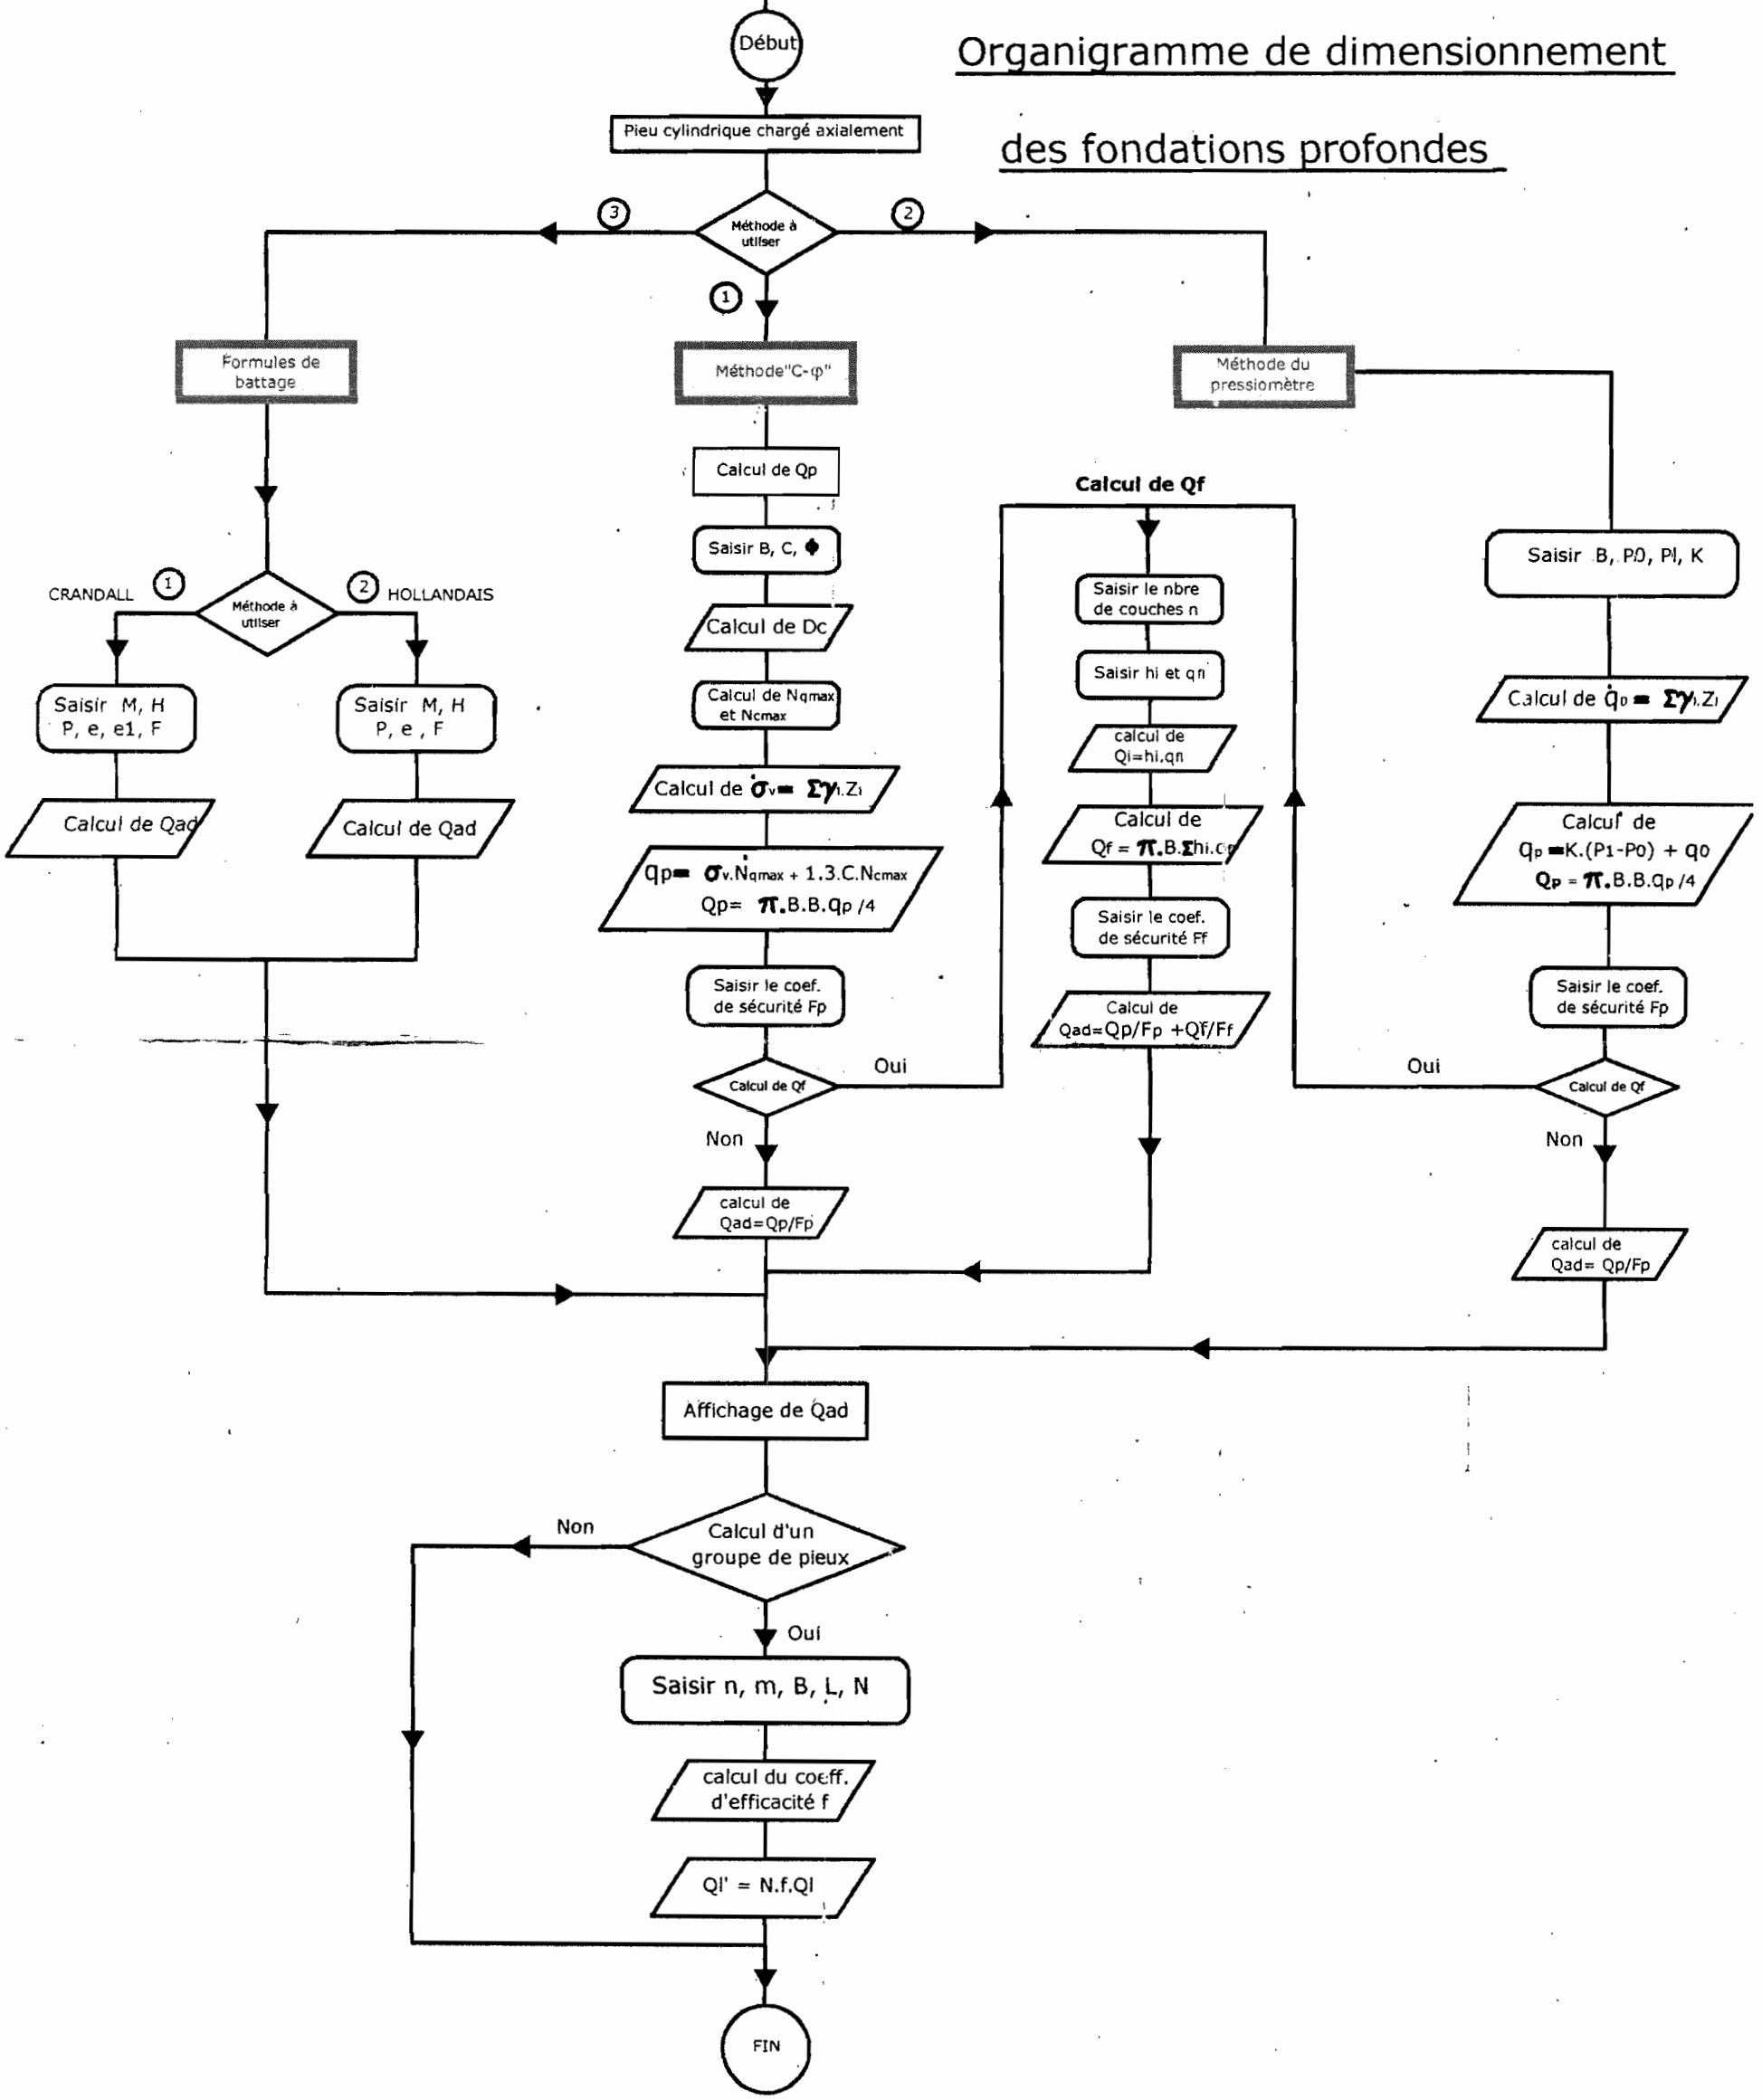 Début
Organigramme de dimensionnement
des fondations profondes
Pieu cylindrique chargé axialement
Méthode à
utilser
3
2
1
Formules de
battage
CRANDALL
1
2
HOLLANDAIS
Méthode à
utilser
Saisir M, H
P, e, e1, F
Saisir M, H
P, e , F
Calcul de Qad
Calcul de Qad
Méthode"C-φ"
Calcul de Qp
Saisir B, C, Φ
Calcul de Dc
Calcul de Nqmax
et Ncmax
Calcul de σv= Σγi.Zi
qp= σv.Nqmax + 1.3.C.Ncmax
Qp= π.B.B.qp/4
Saisir le coef.
de sécurité Fp
Calcul de Qf
Oui
Non
calcul de
Qad=Qp/Fp
Calcul de Qf
Saisir le nbre
de couches n
Saisir hi et qfi
calcul de
Qi=hi.qfi
Calcul de
Qf = π.B.Σhi.
Saisir le coef.
de sécurité Ff
Calcul de
Qad=Qp/Fp +Qf/Ff
Méthode du
pressiomètre
Saisir B, P0, Pl, K
Calcul de q0 = Σγi.Zi
Calcul de
qp =K.(P1-P0) + q0
Qp = π.B.B.qp/4
Saisir le coef.
de sécurité Fp
Calcul de Qf
Oui
Non
calcul de
Qad= Qp/Fp
Affichage de Qad
Calcul d'un
groupe de pieux
Non
Oui
Saisir n, m, B, L, N
calcul du coeff.
d'efficacité f
Ql' = N.f.Ql
FIN